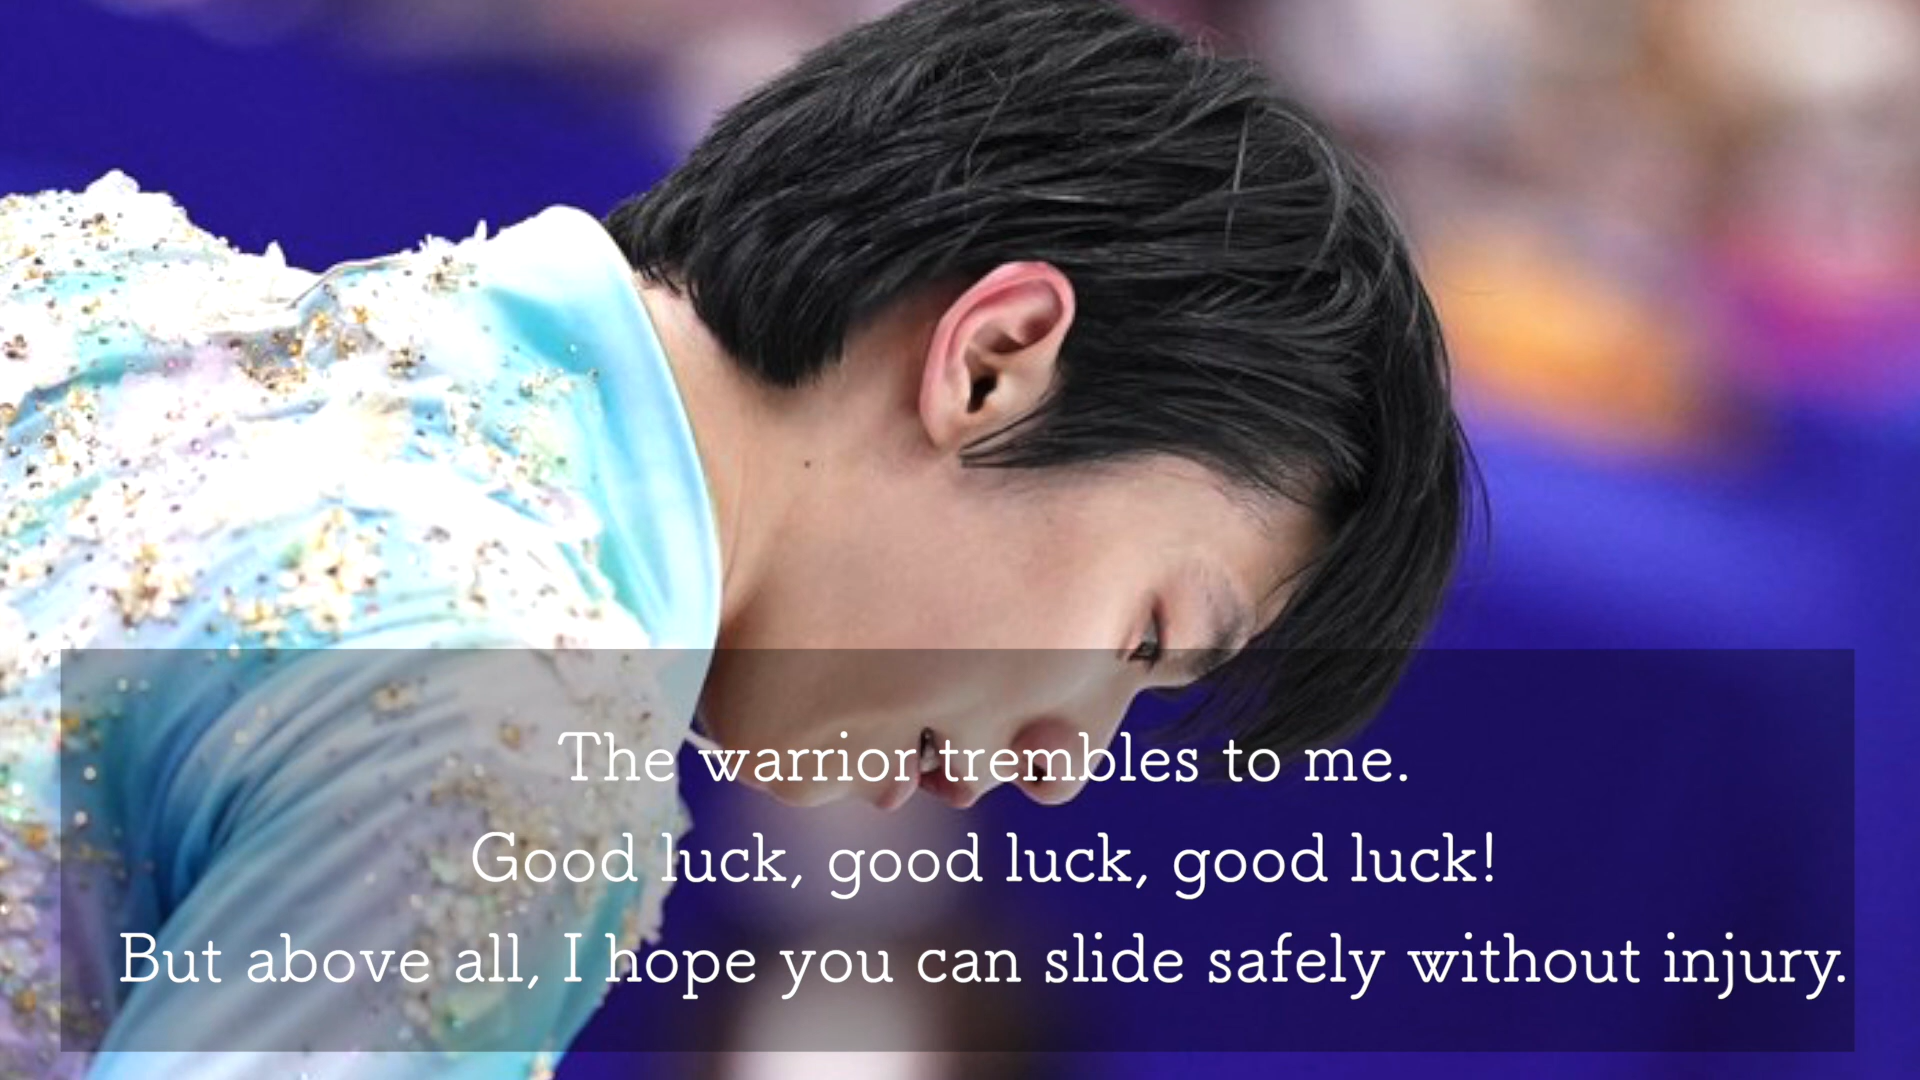 The warrior trembles to me.
Good luck, good luck, good luck!
But above all, I hope you can slide safely without injury.